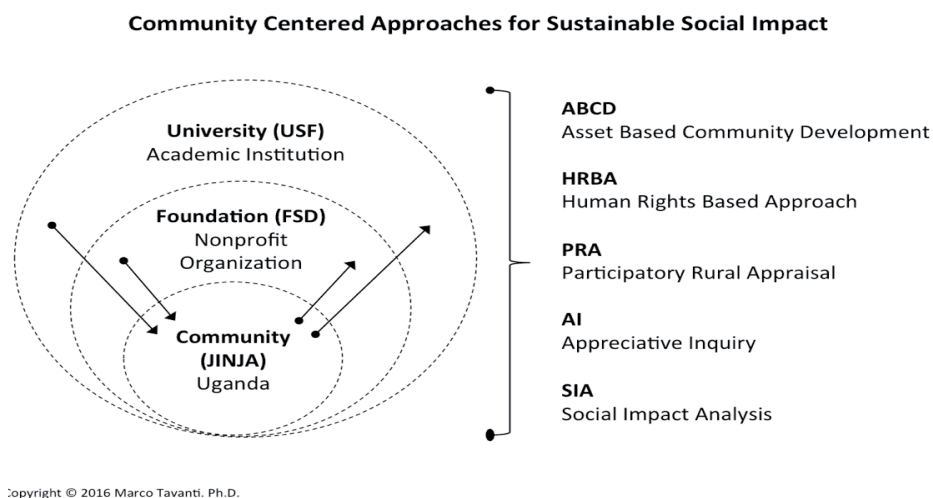 Community Centered Approaches for Sustainable Social Impact
University (USF)
Academic Institution
Foundation (FSD)
Nonprofit
Organization
Community
(JINJA)
Uganda
ABCD
Asset Based Community Development
HRBA
Human Rights Based Approach
PRA
Participatory Rural Appraisal
AI
Appreciative Inquiry
SIA
Social Impact Analysis
Copyright © 2016 Marco Tavanti. Ph.D.